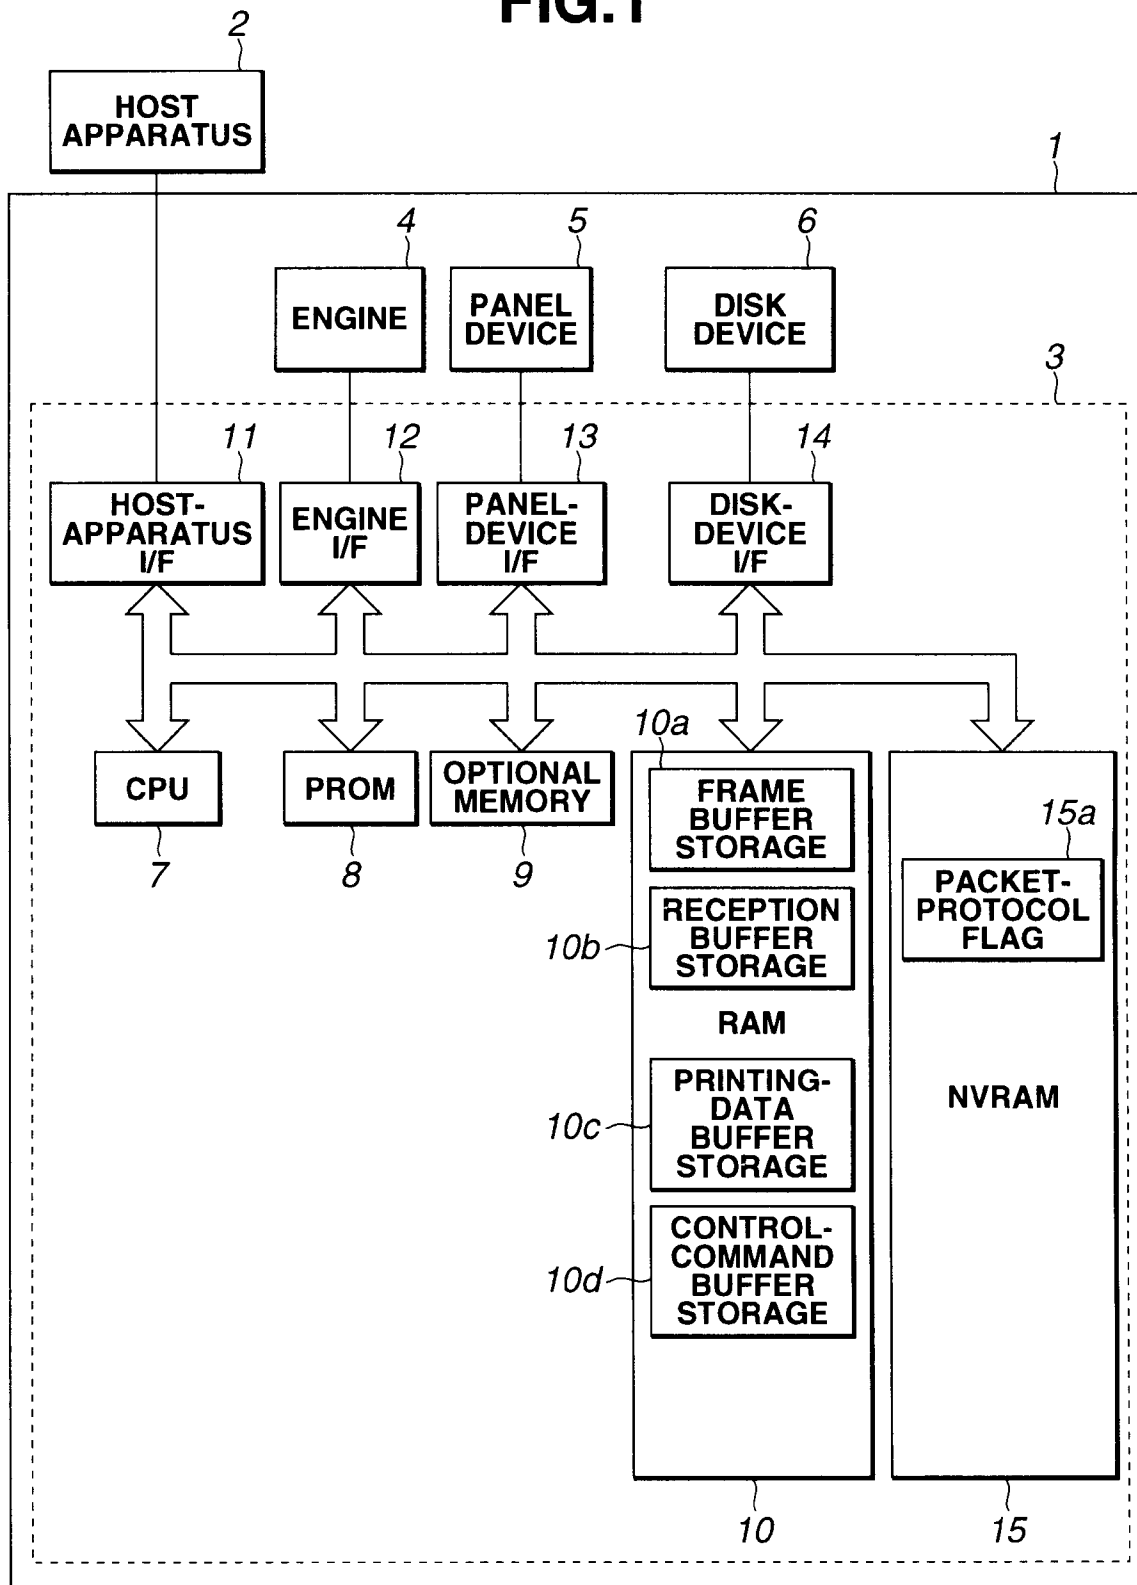 FIG.1
2
HOST
APPARATUS
1
4
5
6
ENGINE
PANEL
DEVICE
DISK
DEVICE
3
11
12
13
14
HOST-
APPARATUS
I/F
ENGINE
I/F
PANEL-
DEVICE
I/F
DISK-
DEVICE
I/F
CPU
7
PROM
8
OPTIONAL
MEMORY
9
10a
FRAME
BUFFER
STORAGE
10b
RECEPTION
BUFFER
STORAGE
RAM
10c
PRINTING-
DATA
BUFFER
STORAGE
10d
CONTROL-
COMMAND
BUFFER
STORAGE
10
15a
PACKET-
PROTOCOL
FLAG
NVRAM
15